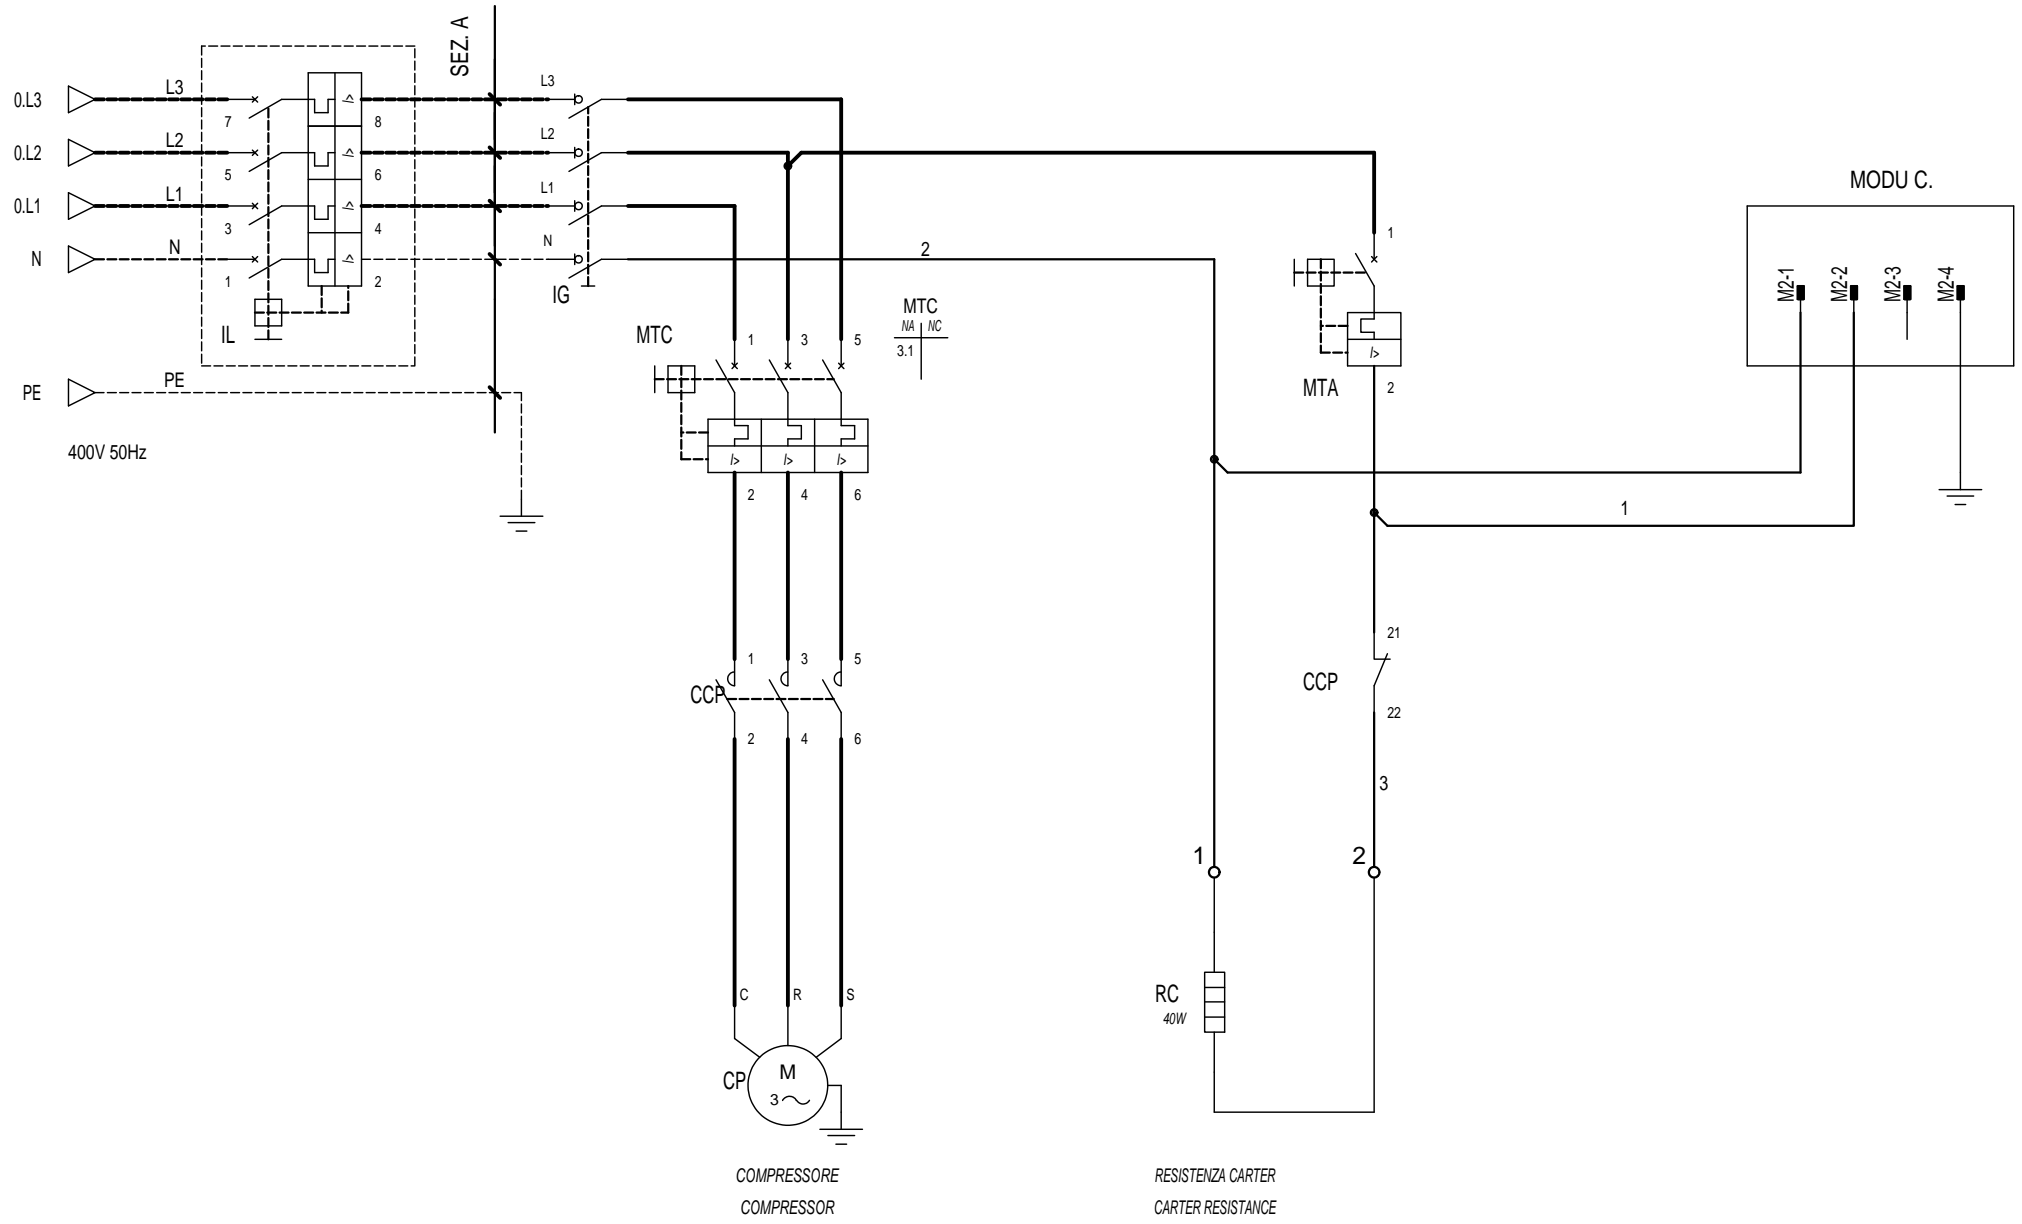 SEZ. A
0.L3 L3 7 8 L3
0.L2 L2 5 6 L2
0.L1 L1 3 4 L1
N N 1 2 N
IL
IG
2
PE PE
400V 50Hz
MTC
1 3 5
I> I> I>
2 4 6
MTC
NA NC
3.1
1
I>
MTA
2
MODU C.
M2-1 M2-2 M2-3 M2-4
1
CCP
1 3 5
2 4 6
21
CCP
22
3
1 2
C R S
CP
M
3
RC
40W
COMPRESSORE
COMPRESSOR
RESISTENZA CARTER
CARTER RESISTANCE